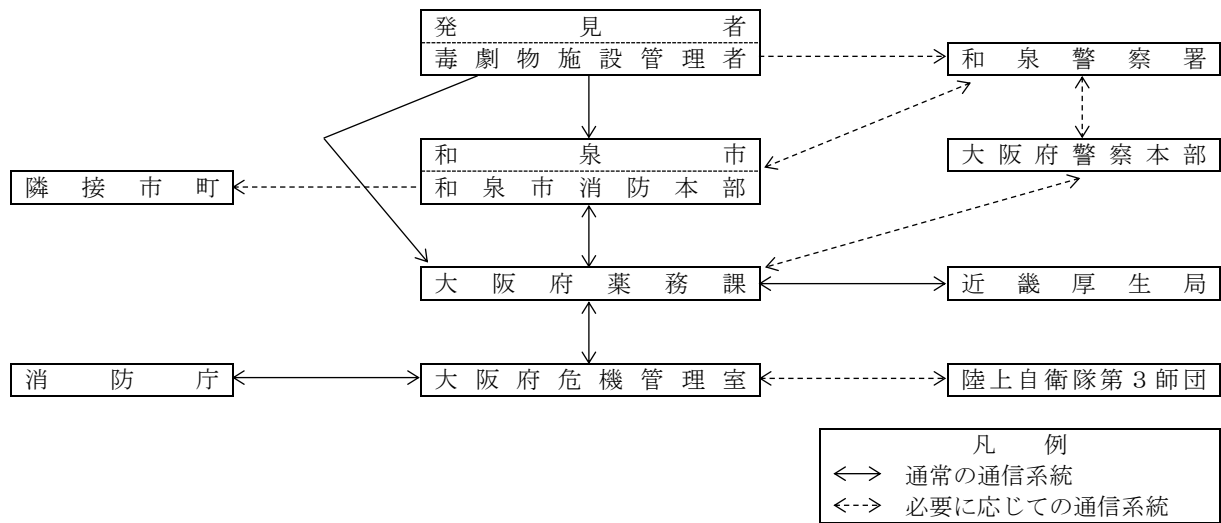 発見者
毒劇物施設管理者
和泉警察署
和泉市
大阪府警察本部
隣接市町
和泉市消防本部
大阪府薬務課
近畿厚生局
消防庁
大阪府危機管理室
陸上自衛隊第3師団
凡例
通常の通信系統
必要に応じての通信系統